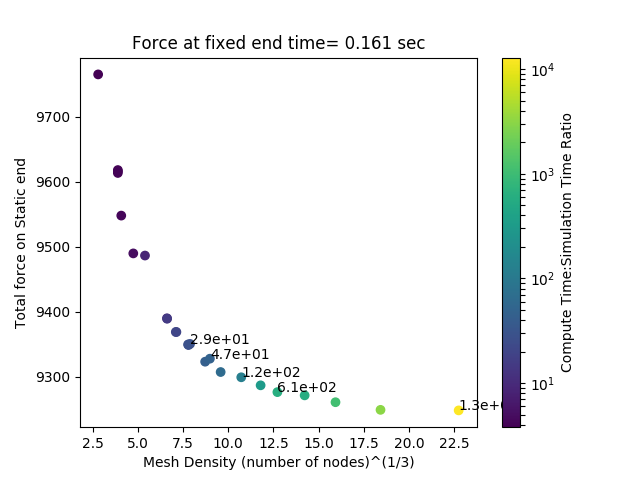 Force at fixed end time= 0.161 sec
Total force on Static end
9700
9600
9500
9400
9300
2.9e+01
4.7e+01
1.2e+02
6.1e+02
1.3e+0
2.5
5.0
7.5
10.0
12.5
15.0
17.5
20.0
22.5
Mesh Density (number of nodes)^(1/3)
10^4
10^3
10^2
10^1
Compute Time:Simulation Time Ratio